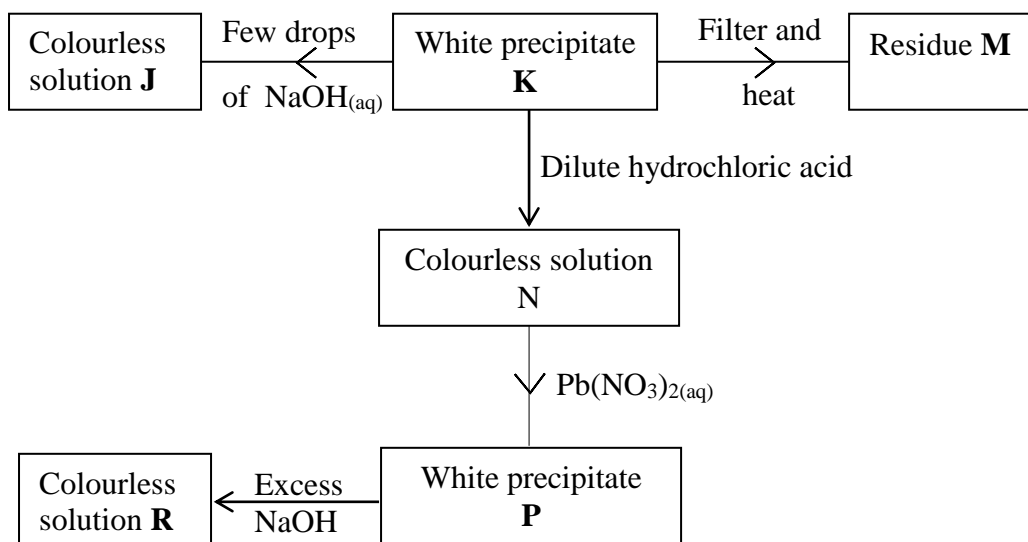 Colourless
solution J
Few drops
of NaOH(aq)
White precipitate
K
Filter and
heat
Residue M
Dilute hydrochloric acid
Colourless solution
N
Pb(NO3)2(aq)
Colourless
solution R
Excess
NaOH
White precipitate
P